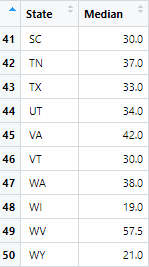 State Median
41 SC 30.0
42 TN 37.0
43 TX 33.0
44 UT 34.0
45 VA 42.0
46 VT 30.0
47 WA 38.0
48 WI 19.0
49 WV 57.5
50 WY 21.0